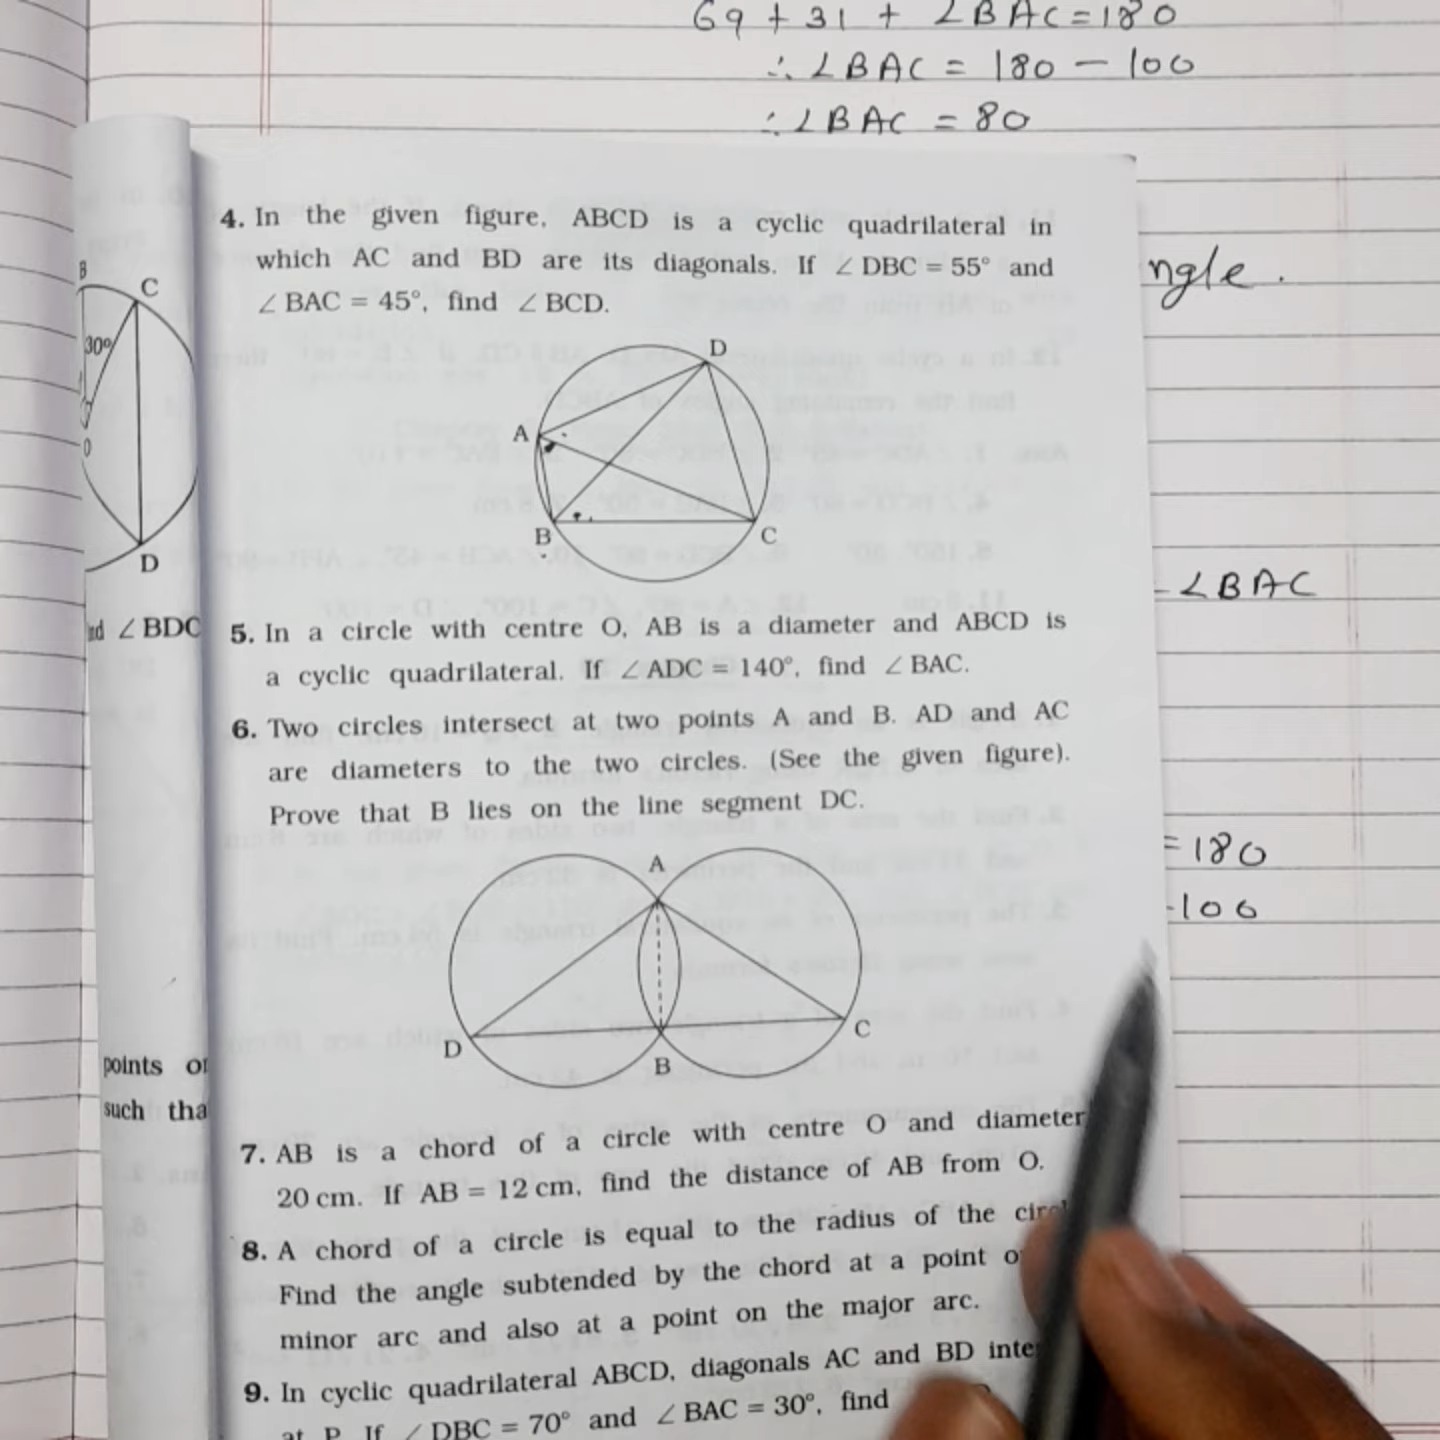 69 + 31 + ∠BAC = 180
∴ ∠BAC = 180 - 100
∴ ∠BAC = 80
4. In the given figure, ABCD is a cyclic quadrilateral in
which AC and BD are its diagonals. If ∠DBC = 55° and
∠BAC = 45°, find ∠BCD.
D
A
B
C
B
C
30°
O
D
nd ∠BDC
points or
such tha
ngle.
- ∠BAC
= 180
-100
5. In a circle with centre O, AB is a diameter and ABCD is
a cyclic quadrilateral. If ∠ADC = 140°, find ∠BAC.
6. Two circles intersect at two points A and B. AD and AC
are diameters to the two circles. (See the given figure).
Prove that B lies on the line segment DC.
A
D
B
C
7. AB is a chord of a circle with centre O and diameter
20 cm. If AB = 12 cm, find the distance of AB from O.
8. A chord of a circle is equal to the radius of the circl
Find the angle subtended by the chord at a point o
minor arc and also at a point on the major arc.
9. In cyclic quadrilateral ABCD, diagonals AC and BD inte
at P. If ∠DBC = 70° and ∠BAC = 30°, find